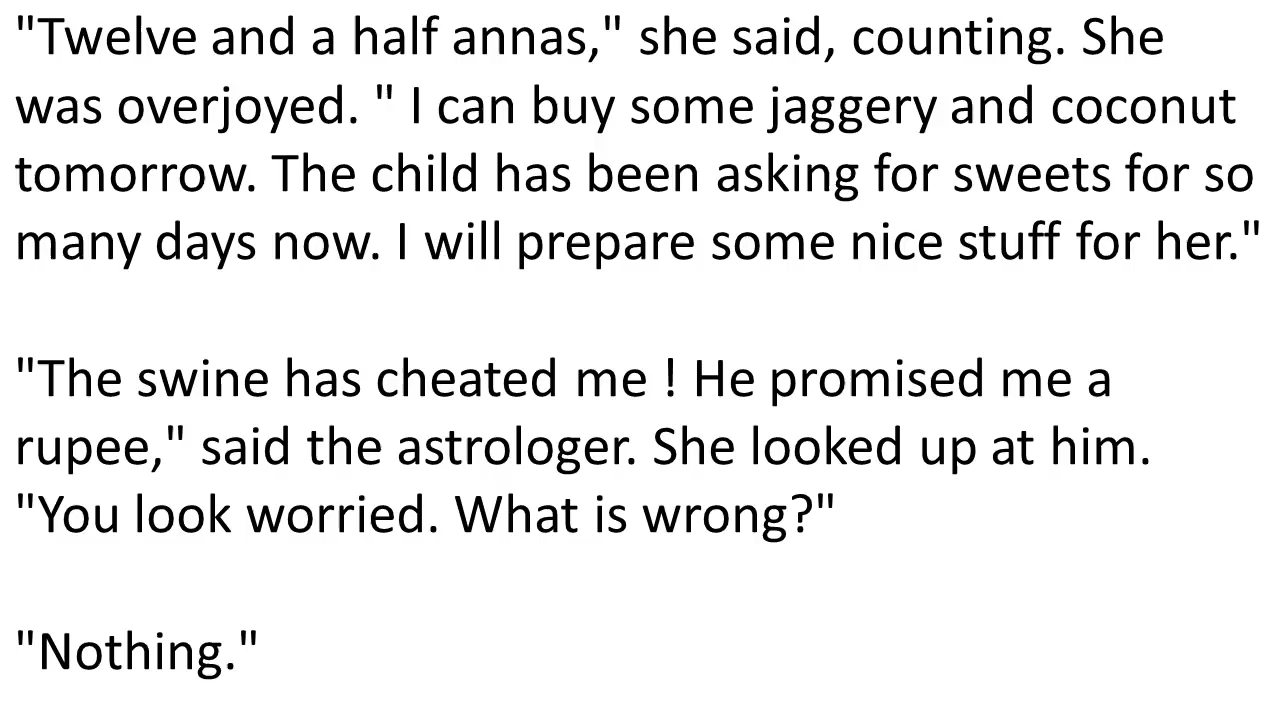 "Twelve and a half annas," she said, counting. She
was overjoyed. " I can buy some jaggery and coconut
tomorrow. The child has been asking for sweets for so
many days now. I will prepare some nice stuff for her."
"The swine has cheated me ! He promised me a
rupee," said the astrologer. She looked up at him.
"You look worried. What is wrong?"
"Nothing."